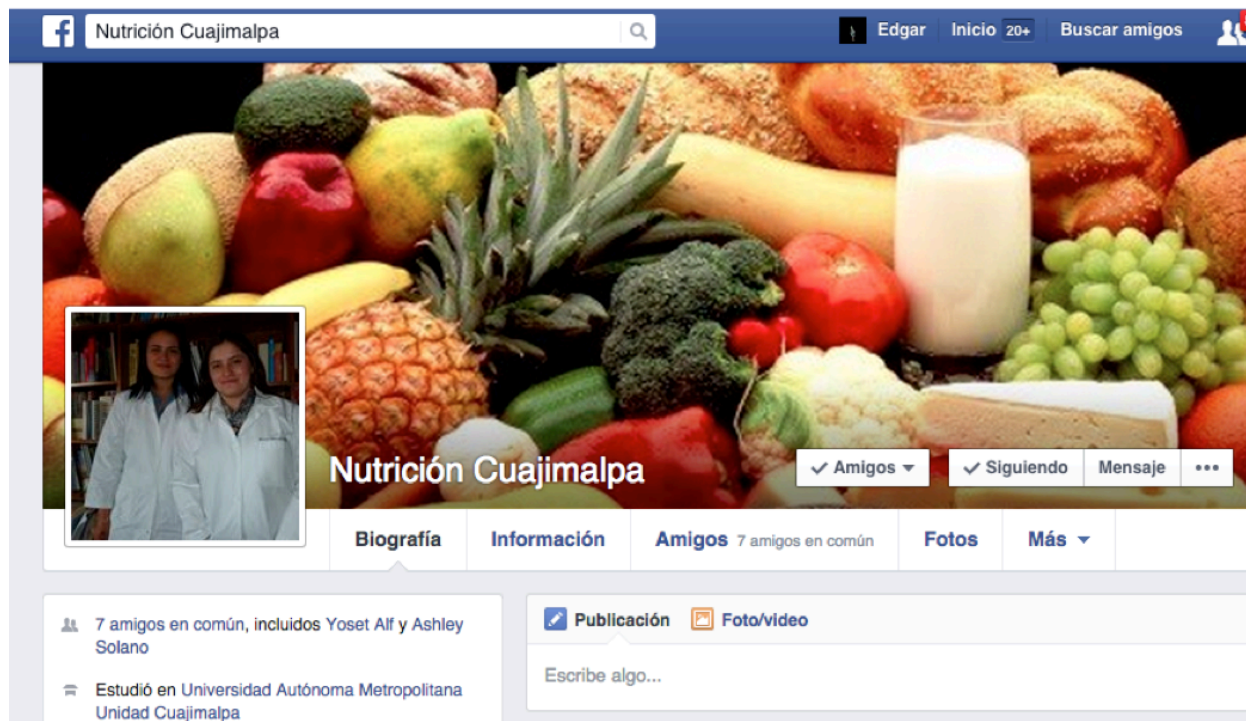 f Nutrición Cuajimalpa Edgar Inicio 20+ Buscar amigos
Nutrición Cuajimalpa
Amigos Siguiendo Mensaje
Biografía Información Amigos 7 amigos en común Fotos Más
7 amigos en común, incluidos Yoset Alf y Ashley
Solano
Estudió en Universidad Autónoma Metropolitana
Unidad Cuajimalpa
Publicación Foto/video
Escribe algo...